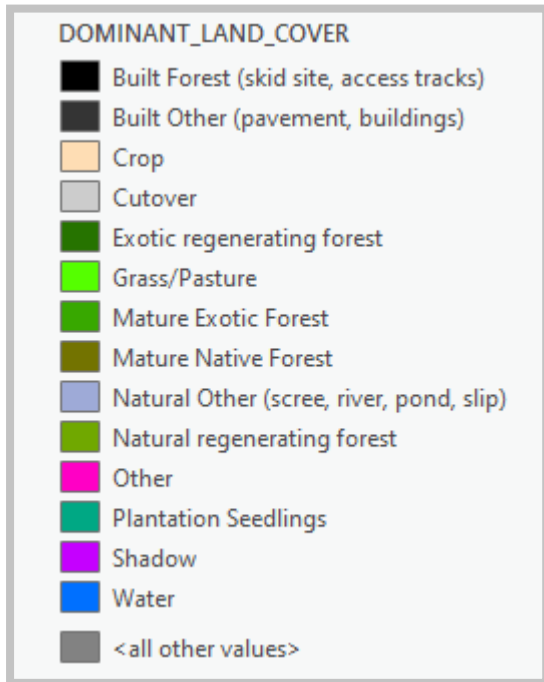 DOMINANT_LAND_COVER
Built Forest (skid site, access tracks)
Built Other (pavement, buildings)
Crop
Cutover
Exotic regenerating forest
Grass/Pasture
Mature Exotic Forest
Mature Native Forest
Natural Other (scree, river, pond, slip)
Natural regenerating forest
Other
Plantation Seedlings
Shadow
Water
<all other values>